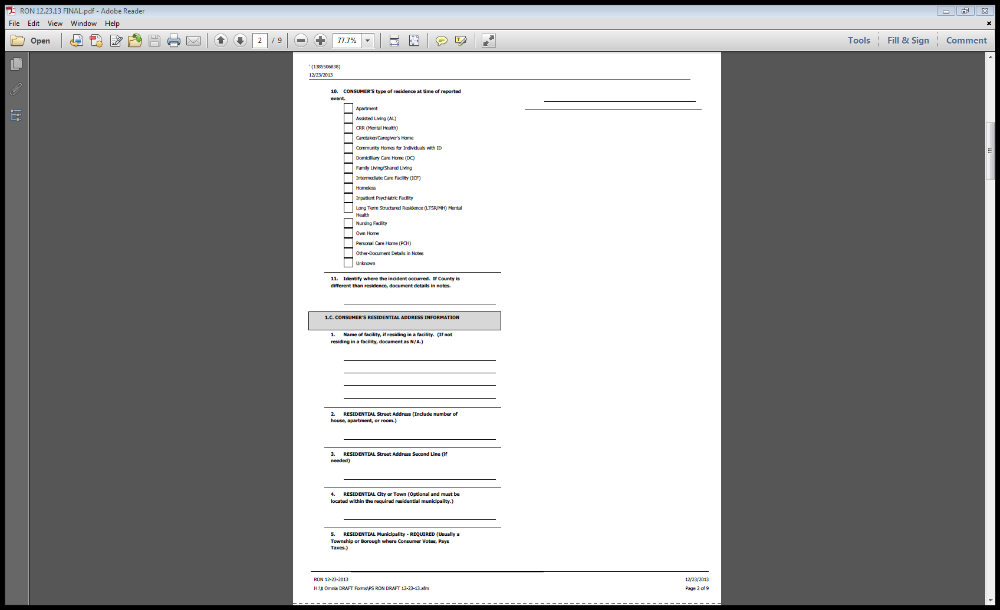 RON 12.23.13 FINAL.pdf - Adobe Reader
File Edit View Window Help
Open 2 / 9 77.7% Tools Fill & Sign Comment
' (1385506838)
12/23/2013
10. CONSUMER'S type of residence at time of reported
event.
Apartment
Assisted Living (AL)
CRR (Mental Health)
Caretaker/Caregiver's Home
Community Homes for Individuals with ID
Domiciliary Care Home (DC)
Family Living/Shared Living
Intermediate Care Facility (ICF)
Homeless
Inpatient Psychiatric Facility
Long Term Structured Residence (LTSR/MH) Mental
Health
Nursing Facility
Own Home
Personal Care Home (PCH)
Other-Document Details in Notes
Unknown
11. Identify where the incident occurred. If County is
different than residence, document details in notes.
1.C. CONSUMER'S RESIDENTIAL ADDRESS INFORMATION
1. Name of facility, if residing in a facility. (If not
residing in a facility, document as N/A.)
2. RESIDENTIAL Street Address (Include number of
house, apartment, or room.)
3. RESIDENTIAL Street Address Second Line (if
needed)
4. RESIDENTIAL City or Town (Optional and must be
located within the required residential municipality.)
5. RESIDENTIAL Municipality - REQUIRED (Usually a
Township or Borough where Consumer Votes, Pays
Taxes.)
RON 12-23-2013 12/23/2013
H:\$ Omnia DRAFT Forms\PS RON DRAFT 12-23-13.afm Page 2 of 9